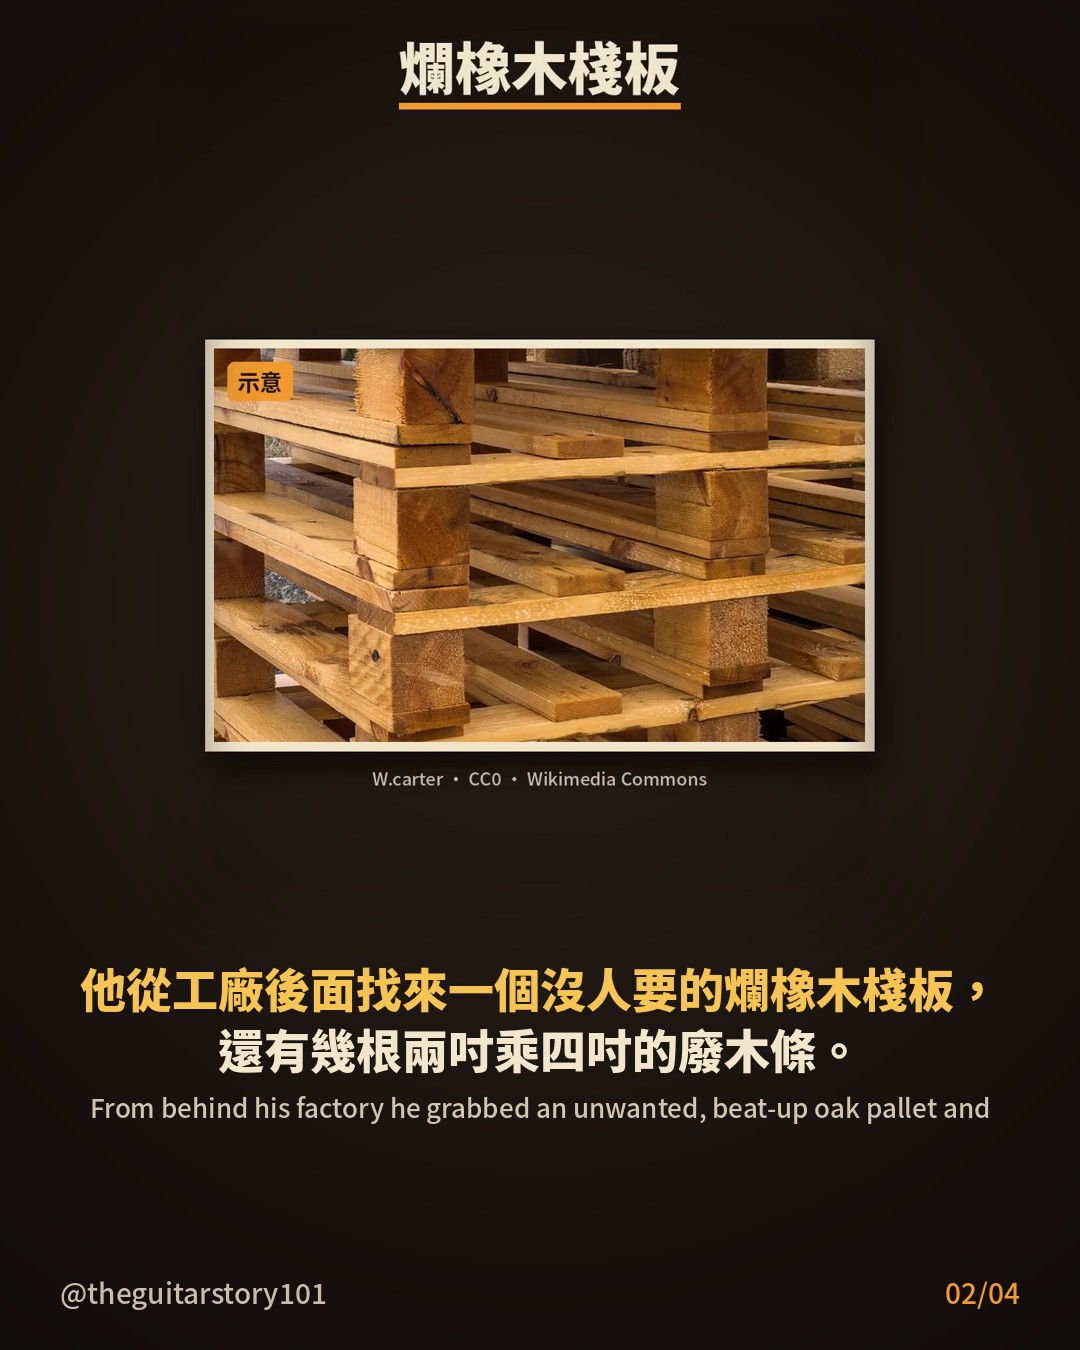 爛橡木棧板
示意
W.carter · CC0 · Wikimedia Commons
他從工廠後面找來一個沒人要的爛橡木棧板，
還有幾根兩吋乘四吋的廢木條。
From behind his factory he grabbed an unwanted, beat-up oak pallet and
@theguitarstory101
02/04